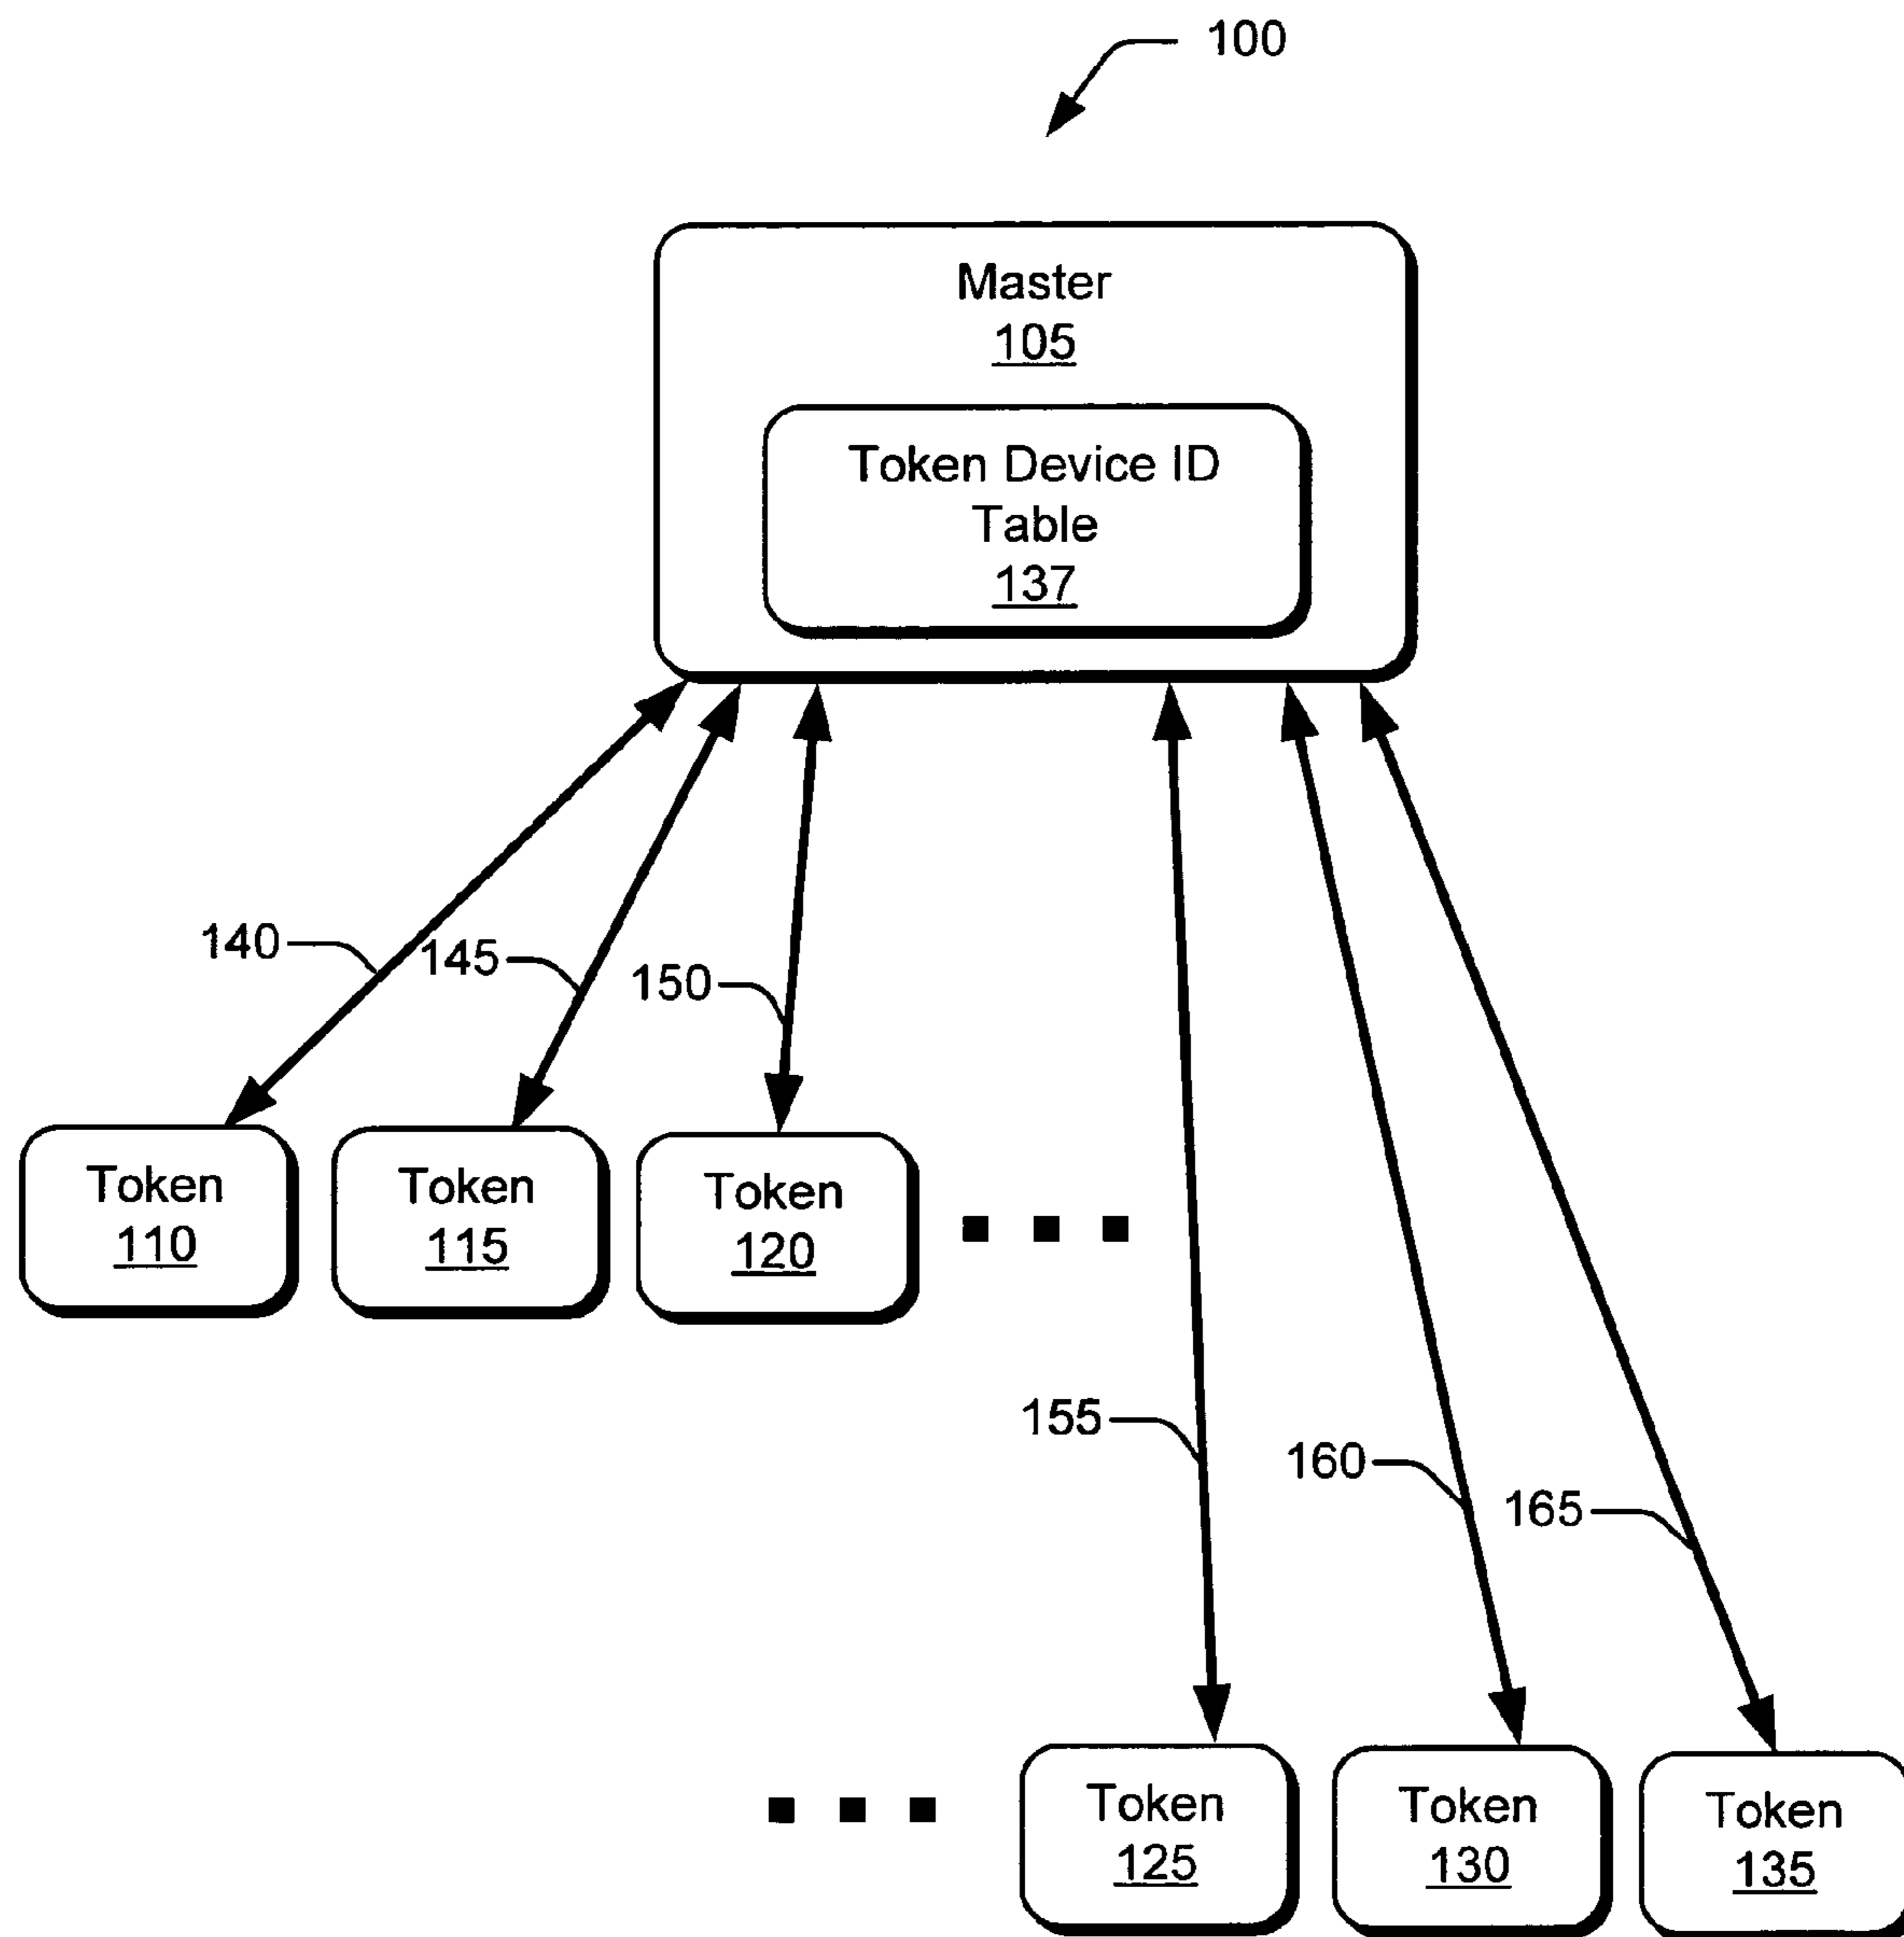 100
Master
105
Token Device ID
Table
137
140
145
150
Token
110
Token
115
Token
120
155
160
165
Token
125
Token
130
Token
135